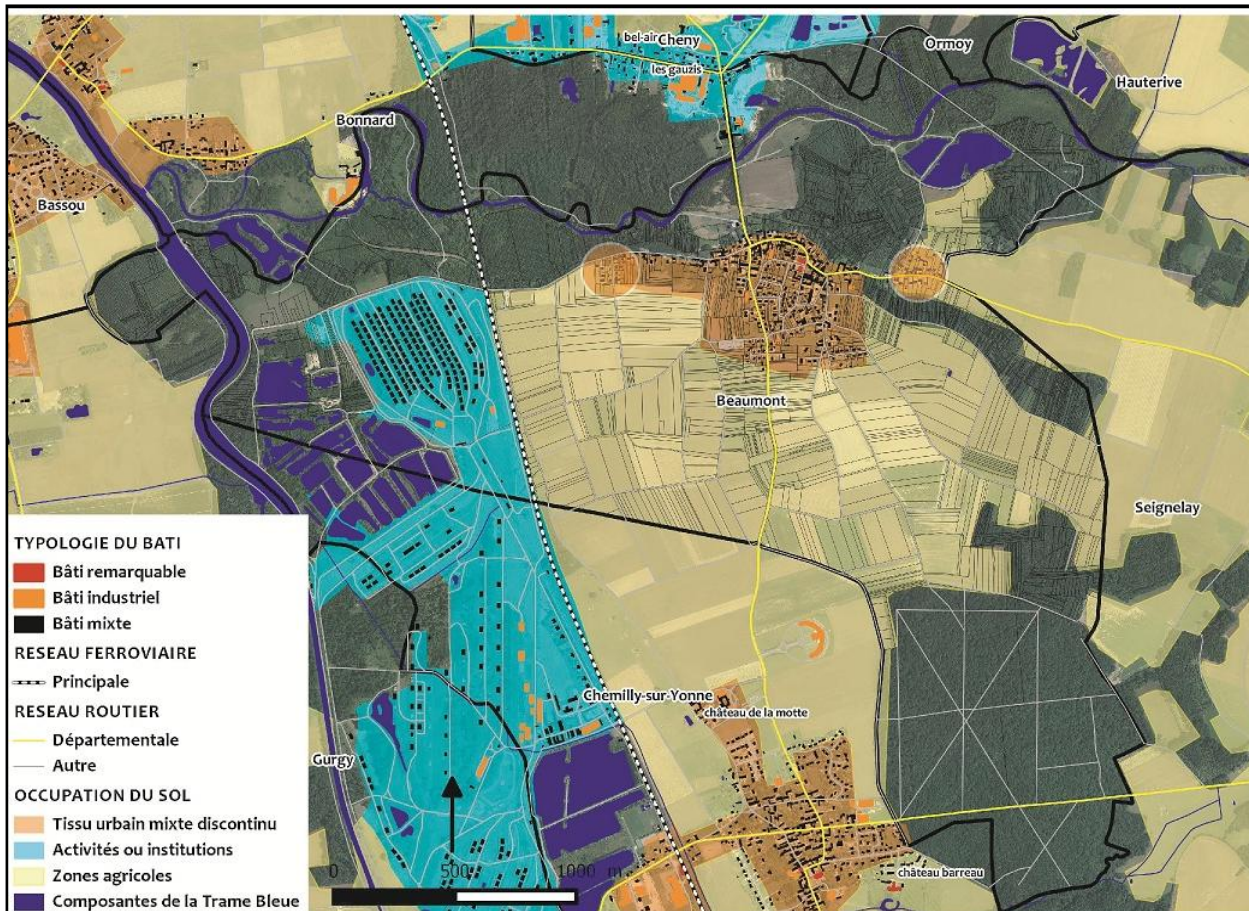 bel-air
Cheny
les gauzis
Ormoy
Hauterive
Bonnard
Bassou
Beaumont
Seignelay
Chemilly-sur-Yonne
château de la motte
Gurgy
château barreau
TYPOLOGIE DU BATI
Bâti remarquable
Bâti industriel
Bâti mixte
RESEAU FERROVIAIRE
Principale
RESEAU ROUTIER
Départementale
Autre
OCCUPATION DU SOL
Tissu urbain mixte discontinu
Activités ou institutions
Zones agricoles
Composantes de la Trame Bleue
0 500 1000 m